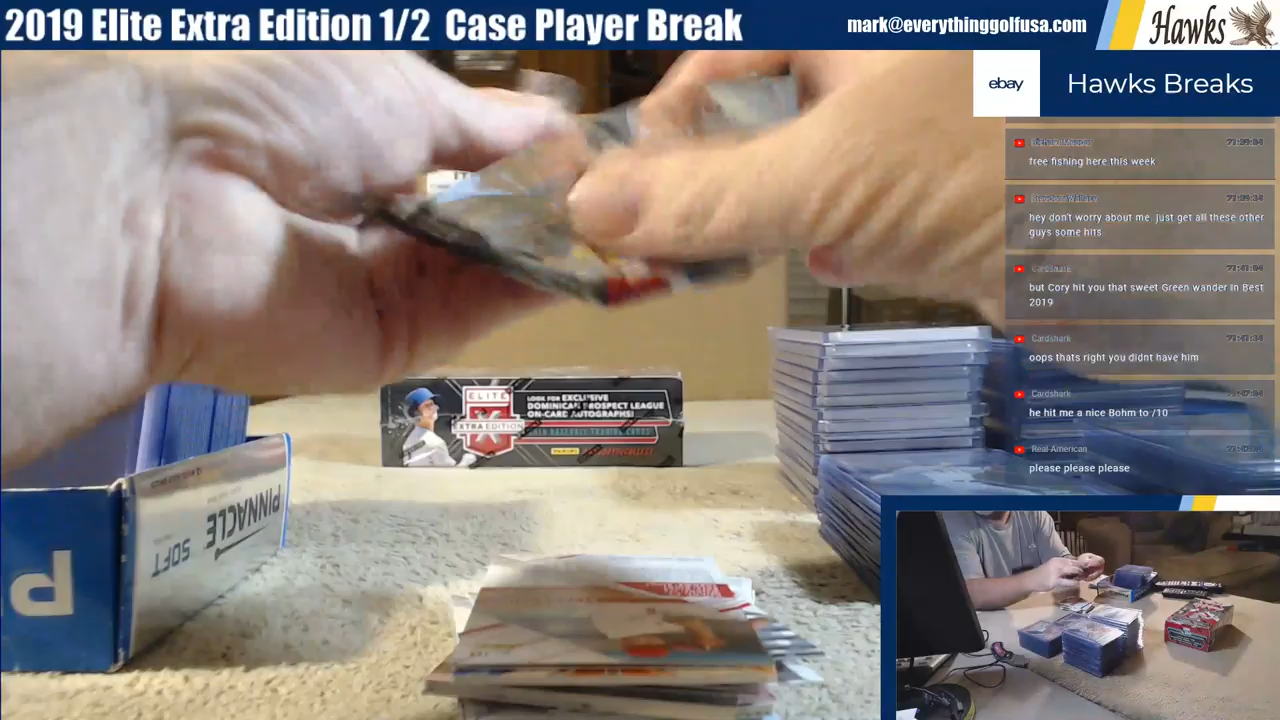 2019 Elite Extra Edition 1/2 Case Player Break
mark@everythinggolfusa.com
Hawks
ebay
Hawks Breaks
free fishing here this week
hey don't worry about me. just get all these other
guys some hits
Cardshark
but Cory hit you that sweet Green wander in Best
2019
Cardshark
oops thats right you didnt have him
Cardshark
he hit me a nice Bohm to /10
Real American
please please please
ELITE
EXTRA EDITION
LOOK FOR EXCLUSIVE
DOMINICAN PROSPECT LEAGUE
ON-CARD AUTOGRAPHS!
PINNACLE
SOFT
P